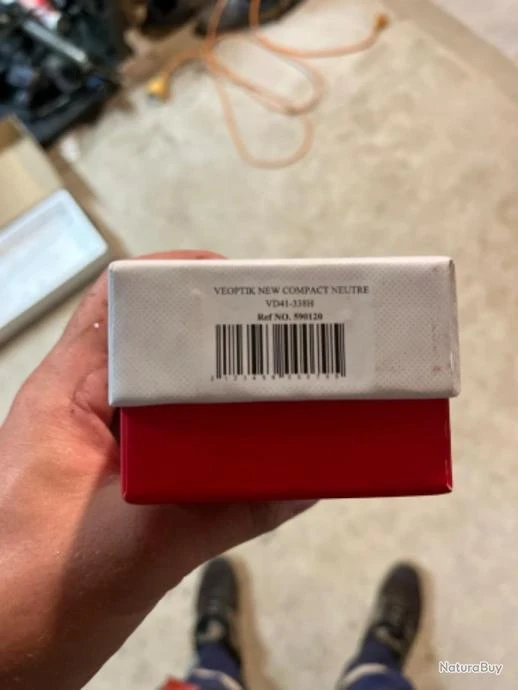 VEOPTIK NEW COMPACT NEUTRE
VD41-338H
Ref NO. 590120
NaturaBuy